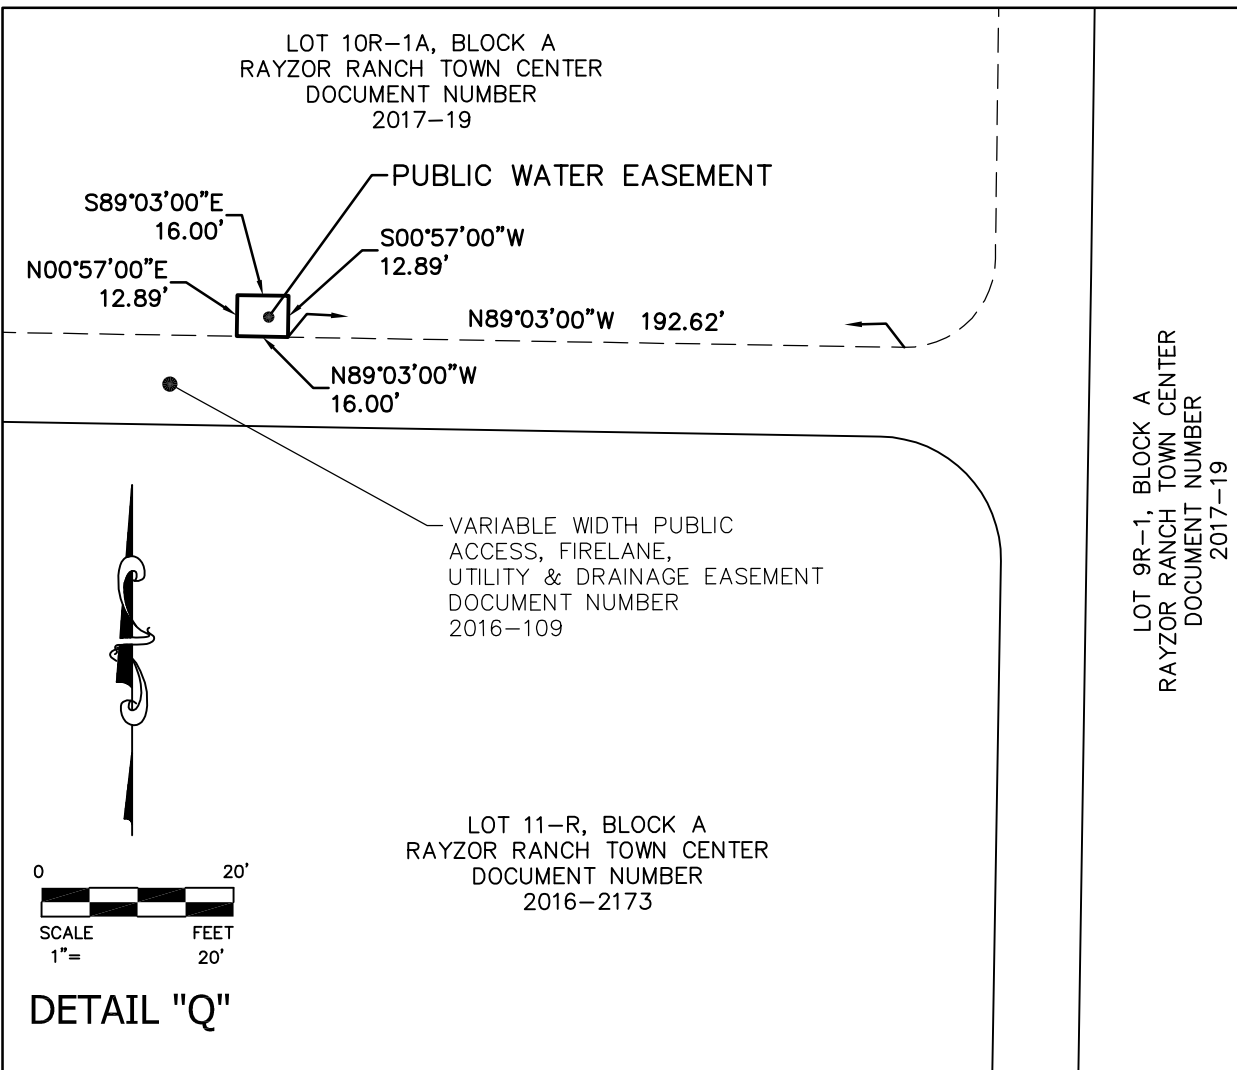 LOT 10R-1A, BLOCK A
RAYZOR RANCH TOWN CENTER
DOCUMENT NUMBER
2017-19
PUBLIC WATER EASEMENT
S89°03'00"E
16.00'
S00°57'00"W
12.89'
N00°57'00"E
12.89'
N89°03'00"W 192.62'
N89°03'00"W
16.00'
LOT 9R-1, BLOCK A
RAYZOR RANCH TOWN CENTER
DOCUMENT NUMBER
2017-19
VARIABLE WIDTH PUBLIC
ACCESS, FIRELANE,
UTILITY & DRAINAGE EASEMENT
DOCUMENT NUMBER
2016-109
LOT 11-R, BLOCK A
RAYZOR RANCH TOWN CENTER
DOCUMENT NUMBER
2016-2173
0 20'
SCALE FEET
1"= 20'
DETAIL "Q"